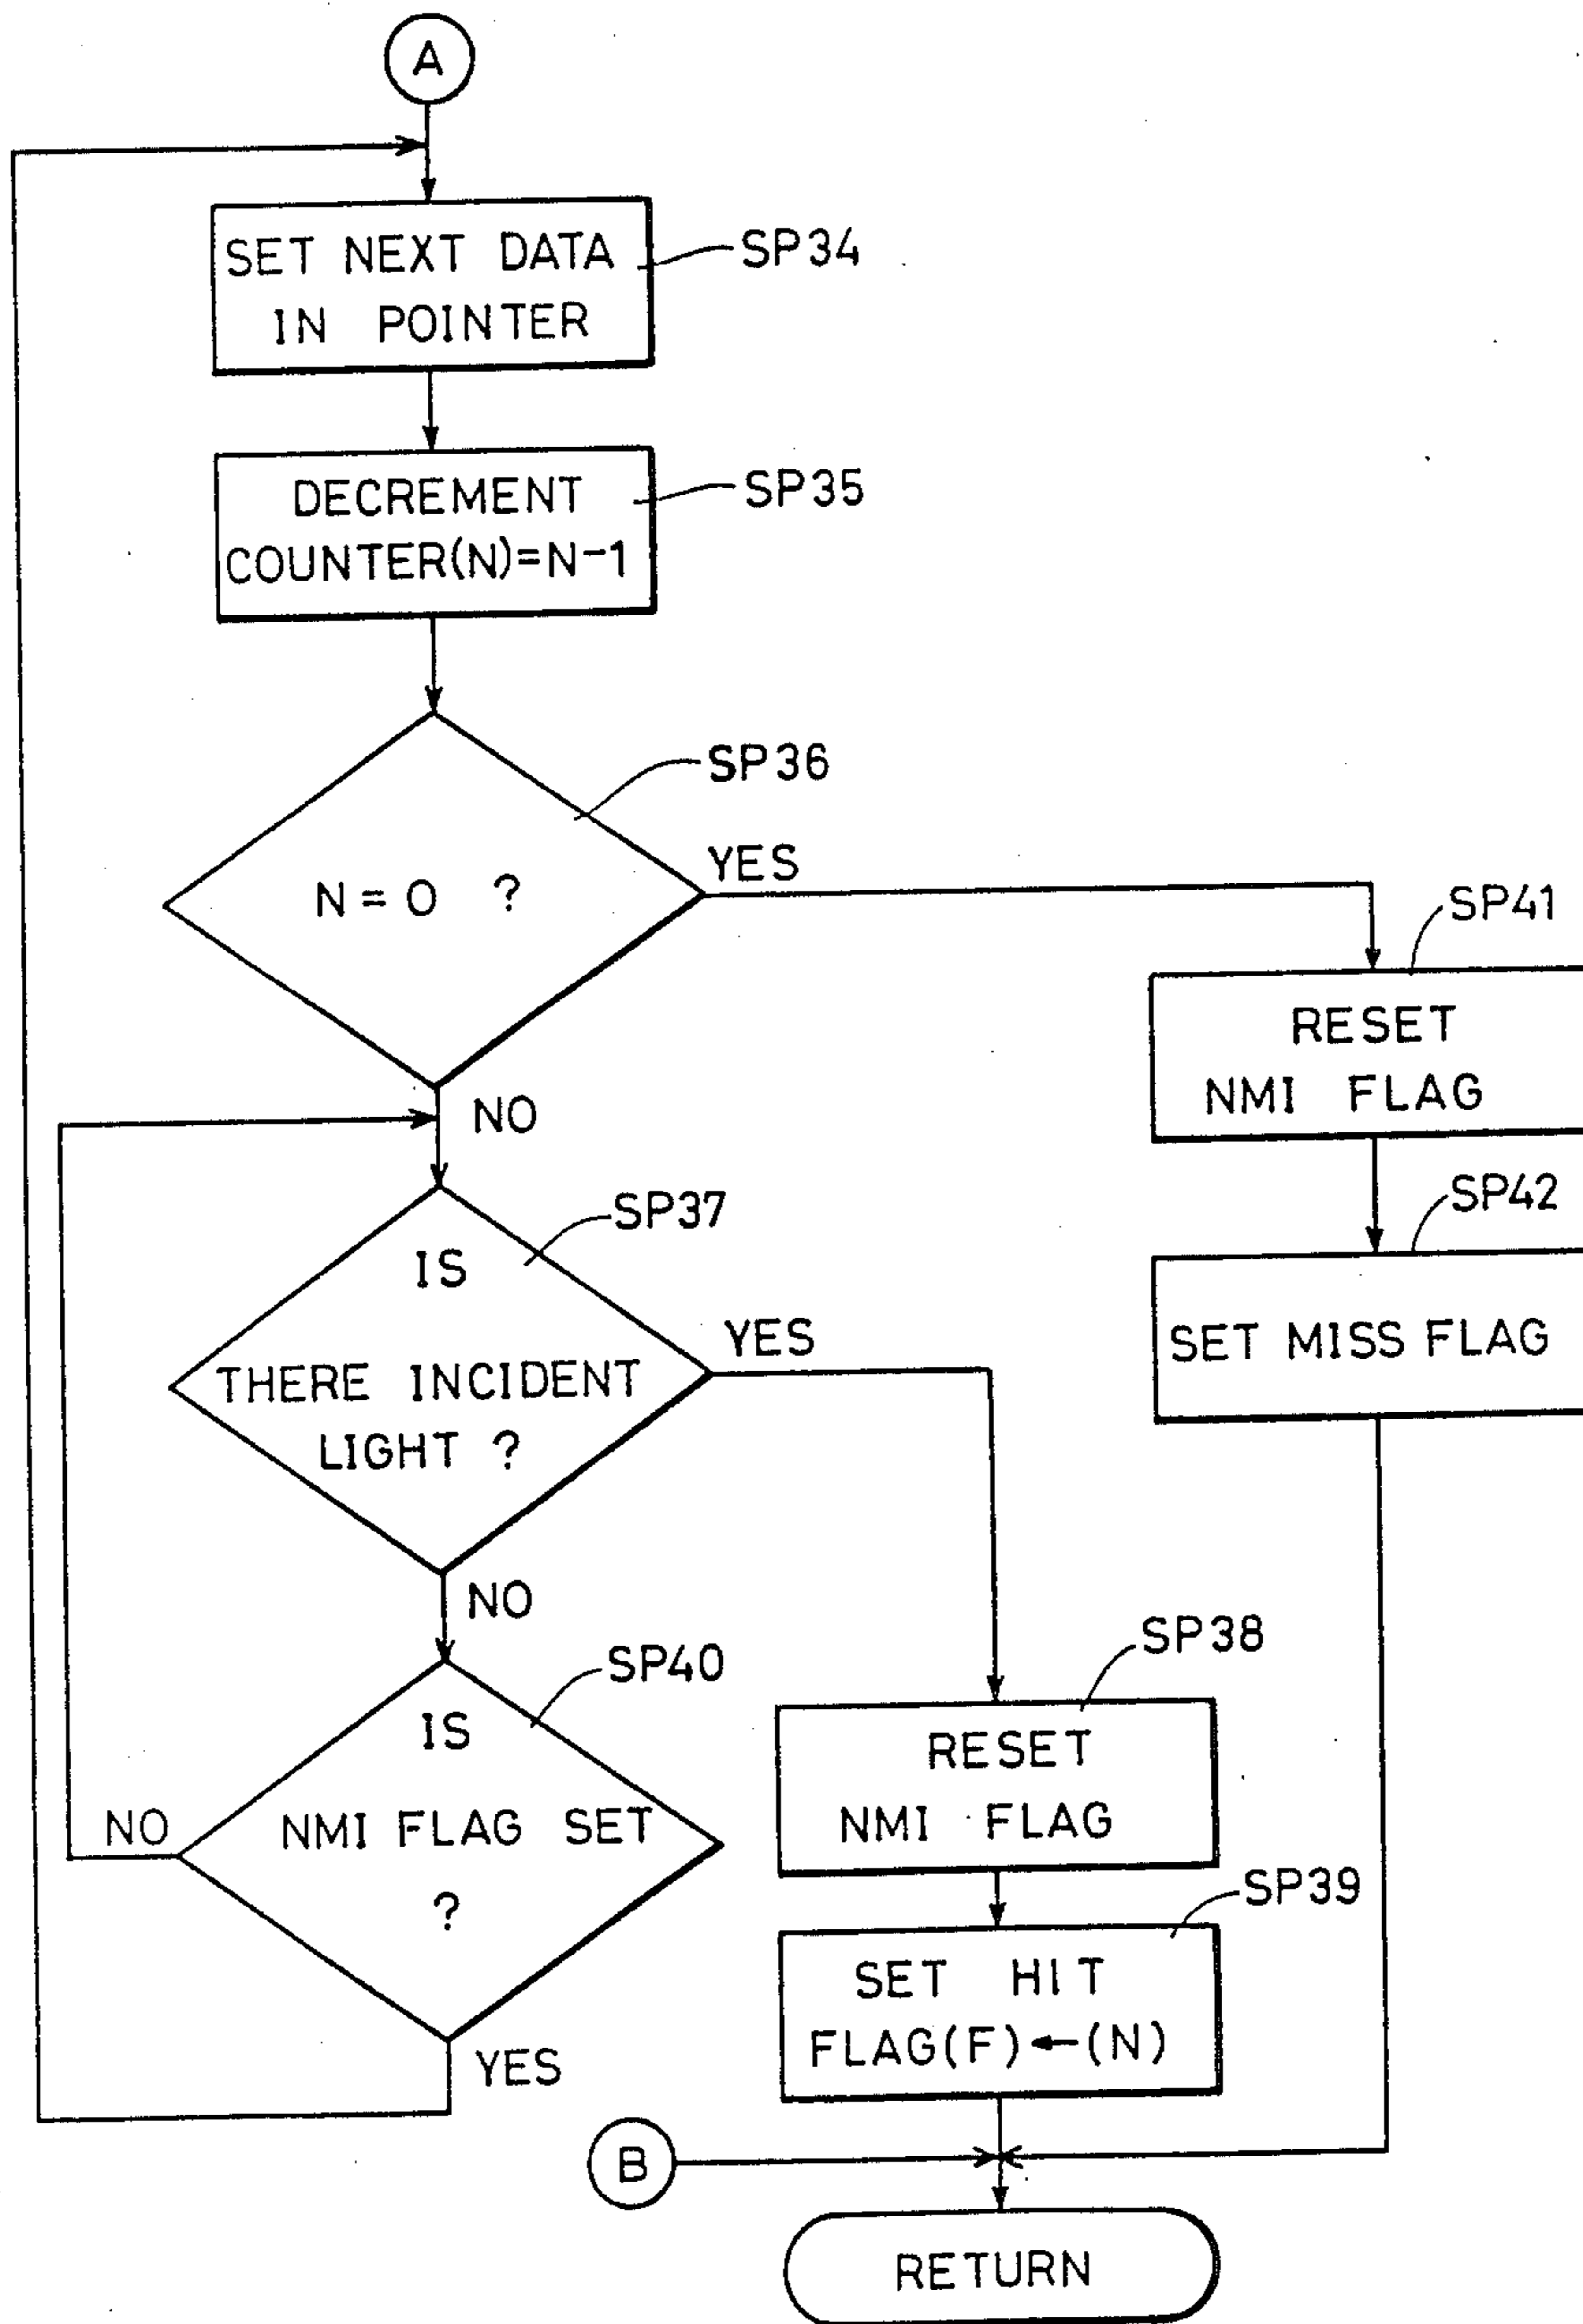 A
SET NEXT DATA
IN POINTER
SP34
DECREMENT
COUNTER(N)=N-1
SP35
SP36
N = 0 ?
YES
NO
SP41
RESET
NMI FLAG
SP42
SET MISS FLAG
SP37
IS
THERE INCIDENT
LIGHT ?
YES
NO
SP40
IS
NMI FLAG SET
?
NO
YES
SP38
RESET
NMI FLAG
SP39
SET HIT
FLAG(F)←(N)
B
RETURN